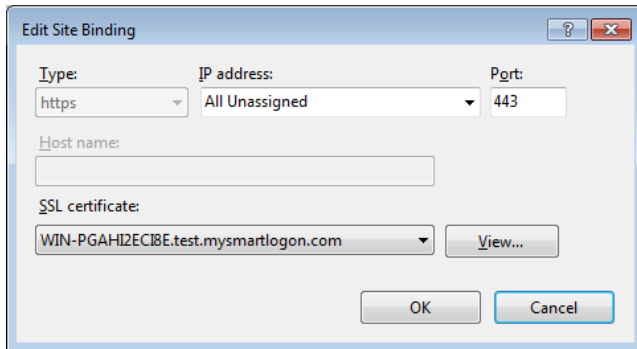 Edit Site Binding
Type: IP address: Port:
https All Unassigned 443
Host name:
SSL certificate:
WIN-PGAHI2ECI8E.test.mysmartlogon.com View...
OK Cancel